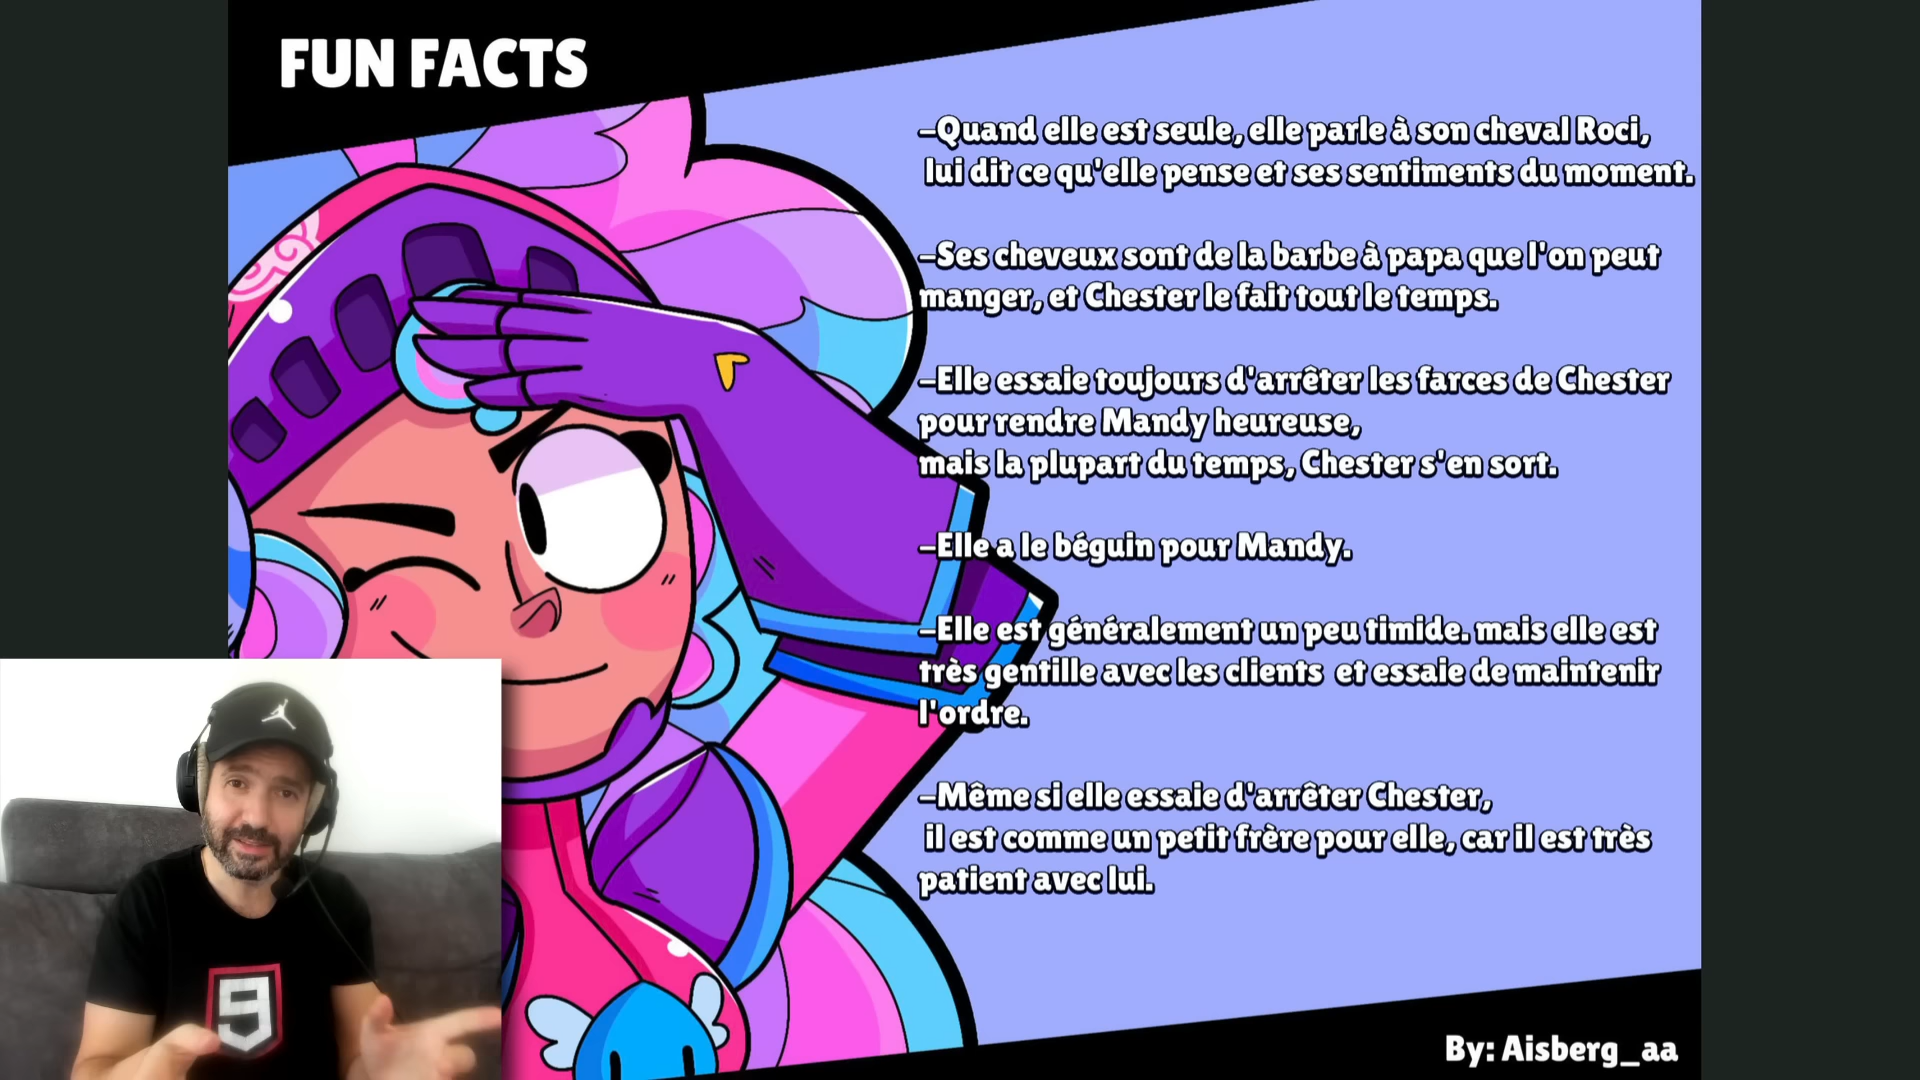 FUN FACTS
-Quand elle est seule, elle parle à son cheval Roci,
lui dit ce qu'elle pense et ses sentiments du moment.
-Ses cheveux sont de la barbe à papa que l'on peut
manger, et Chester le fait tout le temps.
-Elle essaie toujours d'arrêter les farces de Chester
pour rendre Mandy heureuse,
mais la plupart du temps, Chester s'en sort.
-Elle a le béguin pour Mandy.
-Elle est généralement un peu timide. mais elle est
très gentille avec les clients et essaie de maintenir
l'ordre.
-Même si elle essaie d'arrêter Chester,
il est comme un petit frère pour elle, car il est très
patient avec lui.
9
By: Aisberg_aa